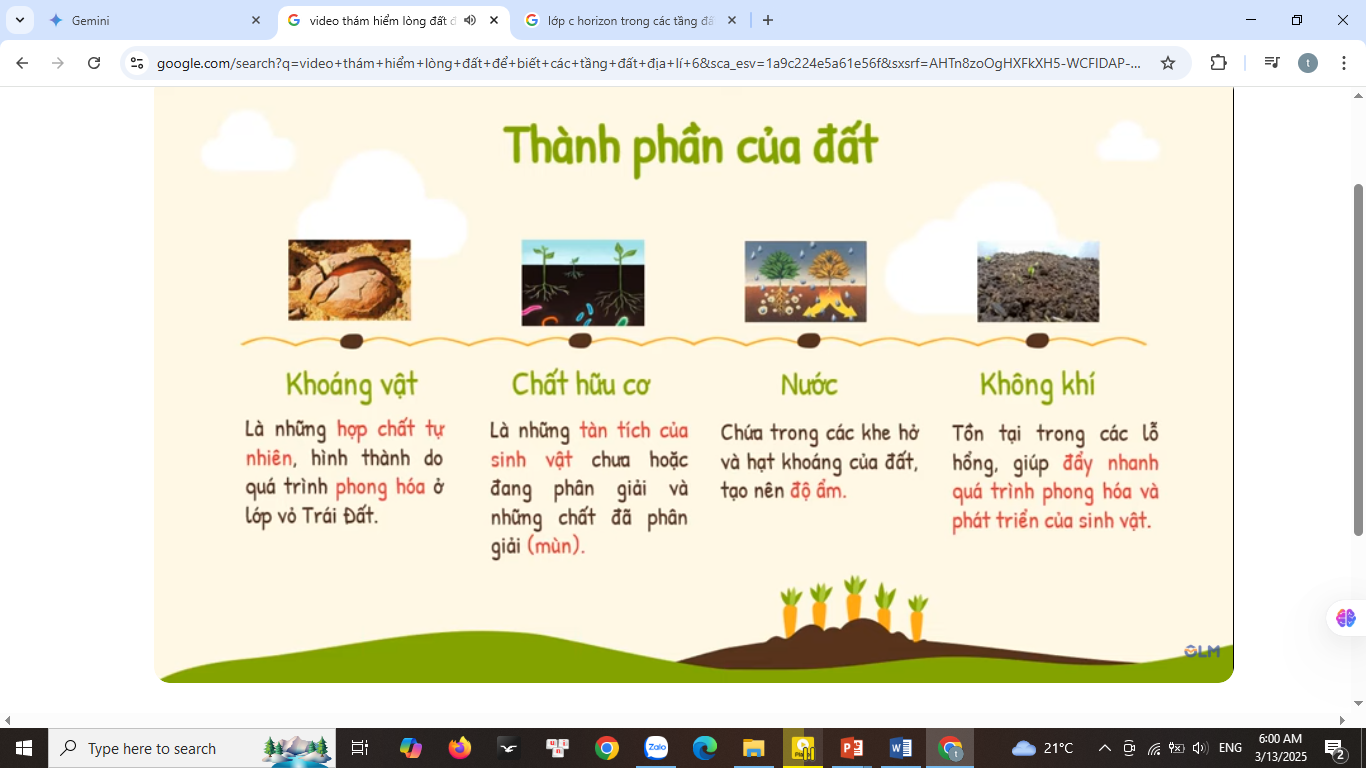 Gemini
video thám hiểm lòng đất đ
lớp c horizon trong các tầng đấ
google.com/search?q=video+thám+hiểm+lòng+đất+để+biết+các+tầng+đất+địa+lí+6&sca_esv=1a9c224e5a61e56f&sxsrf=AHTn8zoOgHXFkXH5-WCFIDAP-...
t
Thành phần của đất
Khoáng vật
Là những hợp chất tự
nhiên, hình thành do
quá trình phong hóa ở
lớp vỏ Trái Đất.
Chất hữu cơ
Là những tàn tích của
sinh vật chưa hoặc
đang phân giải và
những chất đã phân
giải (mùn).
Nước
Chứa trong các khe hở
và hạt khoáng của đất,
tạo nên độ ẩm.
Không khí
Tồn tại trong các lỗ
hổng, giúp đẩy nhanh
quá trình phong hóa và
phát triển của sinh vật.
OLM
Type here to search
Zalo
21°C
ENG
6:00 AM
3/13/2025
2